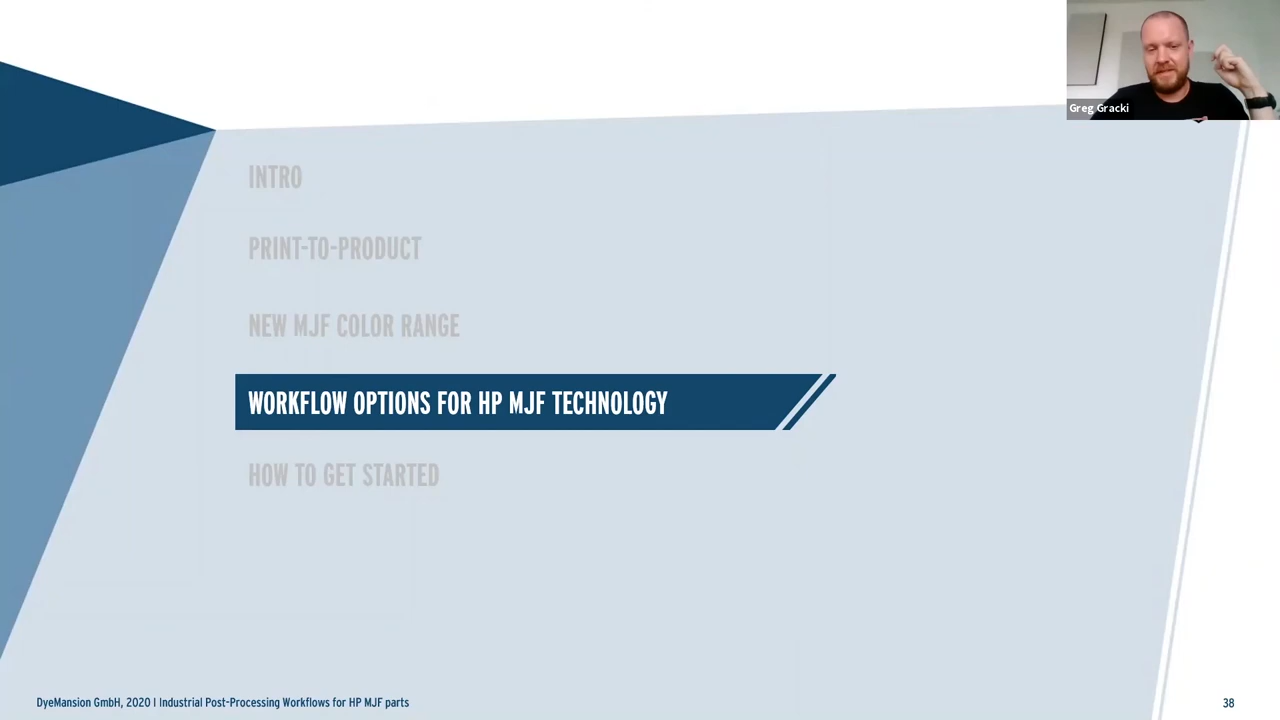 Greg Gracki
INTRO
PRINT-TO-PRODUCT
NEW MJF COLOR RANGE
WORKFLOW OPTIONS FOR HP MJF TECHNOLOGY
HOW TO GET STARTED
DyeMansion GmbH, 2020 I Industrial Post-Processing Workflows for HP MJF parts
38